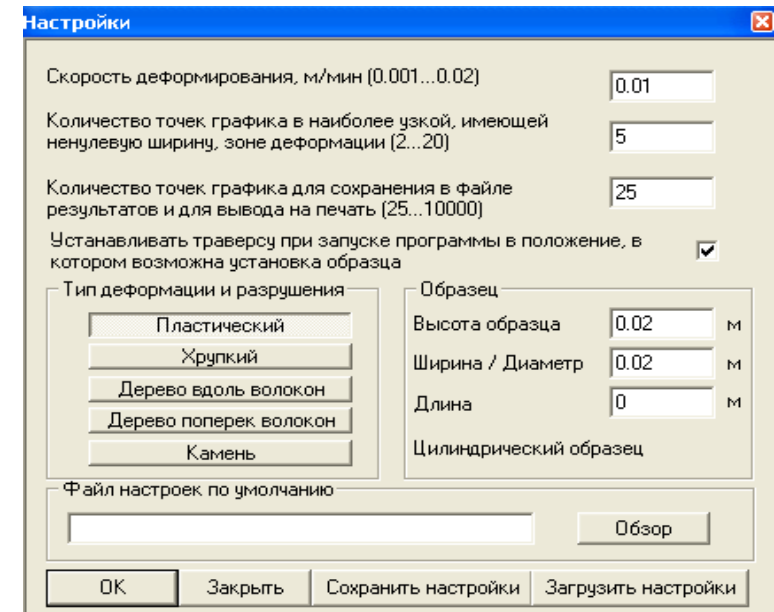 Настройки
Скорость деформирования, м/мин (0.001...0.02)
0.01
Количество точек графика в наиболее узкой, имеющей
ненулевую ширину, зоне деформации (2...20)
5
Количество точек графика для сохранения в файле
результатов и для вывода на печать (25...10000)
25
Устанавливать траверсу при запуске программы в положение, в
котором возможна установка образца
Тип деформации и разрушения
Пластический
Хрупкий
Дерево вдоль волокон
Дерево поперек волокон
Камень
Образец
Высота образца 0.02 м
Ширина / Диаметр 0.02 м
Длина 0 м
Цилиндрический образец
Файл настроек по умолчанию
Обзор
OK Закрыть Сохранить настройки Загрузить настройки